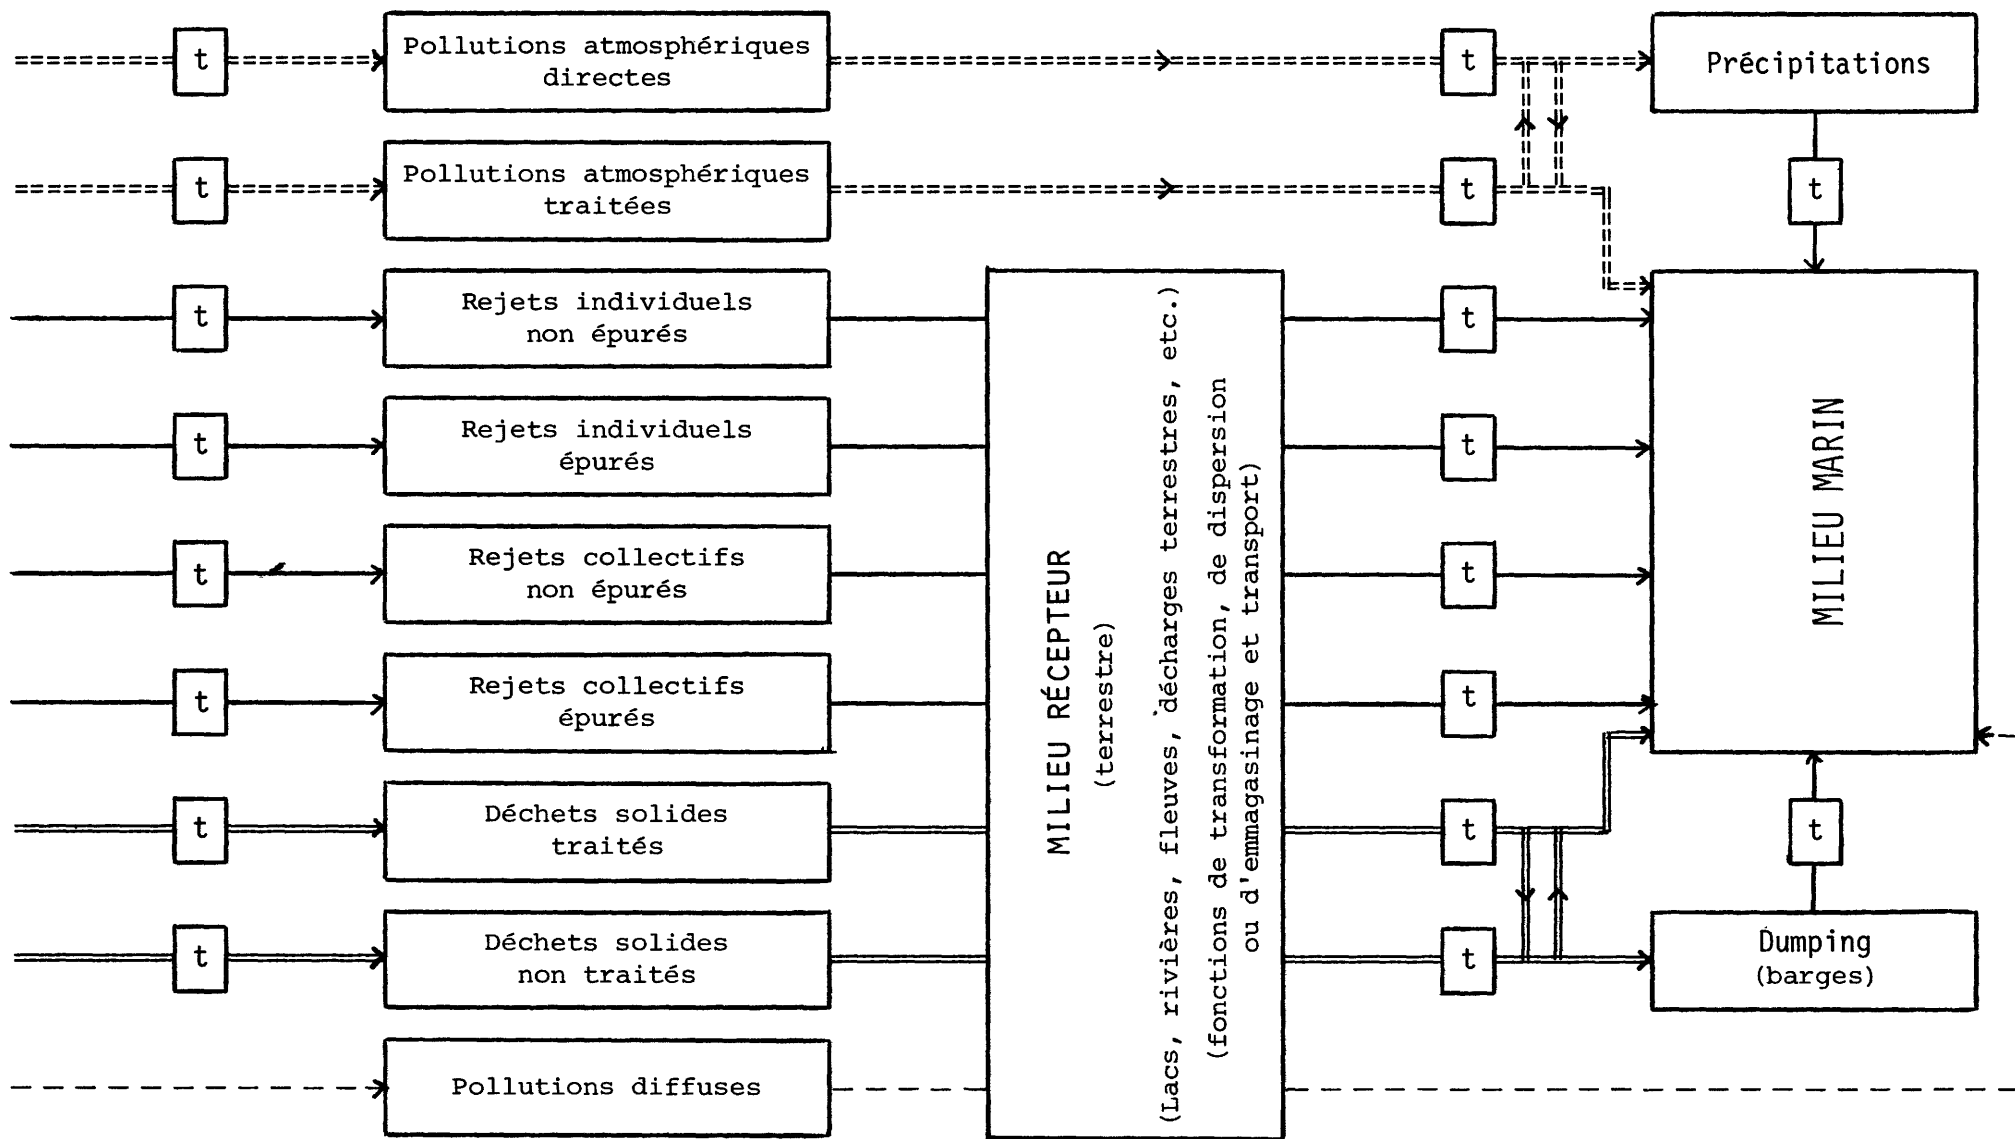 t
Pollutions atmosphériques
directes
t
Précipitations
t
Pollutions atmosphériques
traitées
t
t
t
Rejets individuels
non épurés
t
t
Rejets individuels
épurés
t
t
Rejets collectifs
non épurés
t
t
Rejets collectifs
épurés
t
t
Déchets solides
traités
t
t
t
Déchets solides
non traités
t
Dumping
(barges)
Pollutions diffuses
MILIEU RÉCEPTEUR
(terrestre)
(Lacs, rivières, fleuves, décharges terrestres, etc.)
(fonctions de transformation, de dispersion
ou d'emmagasinage et transport)
MILIEU MARIN